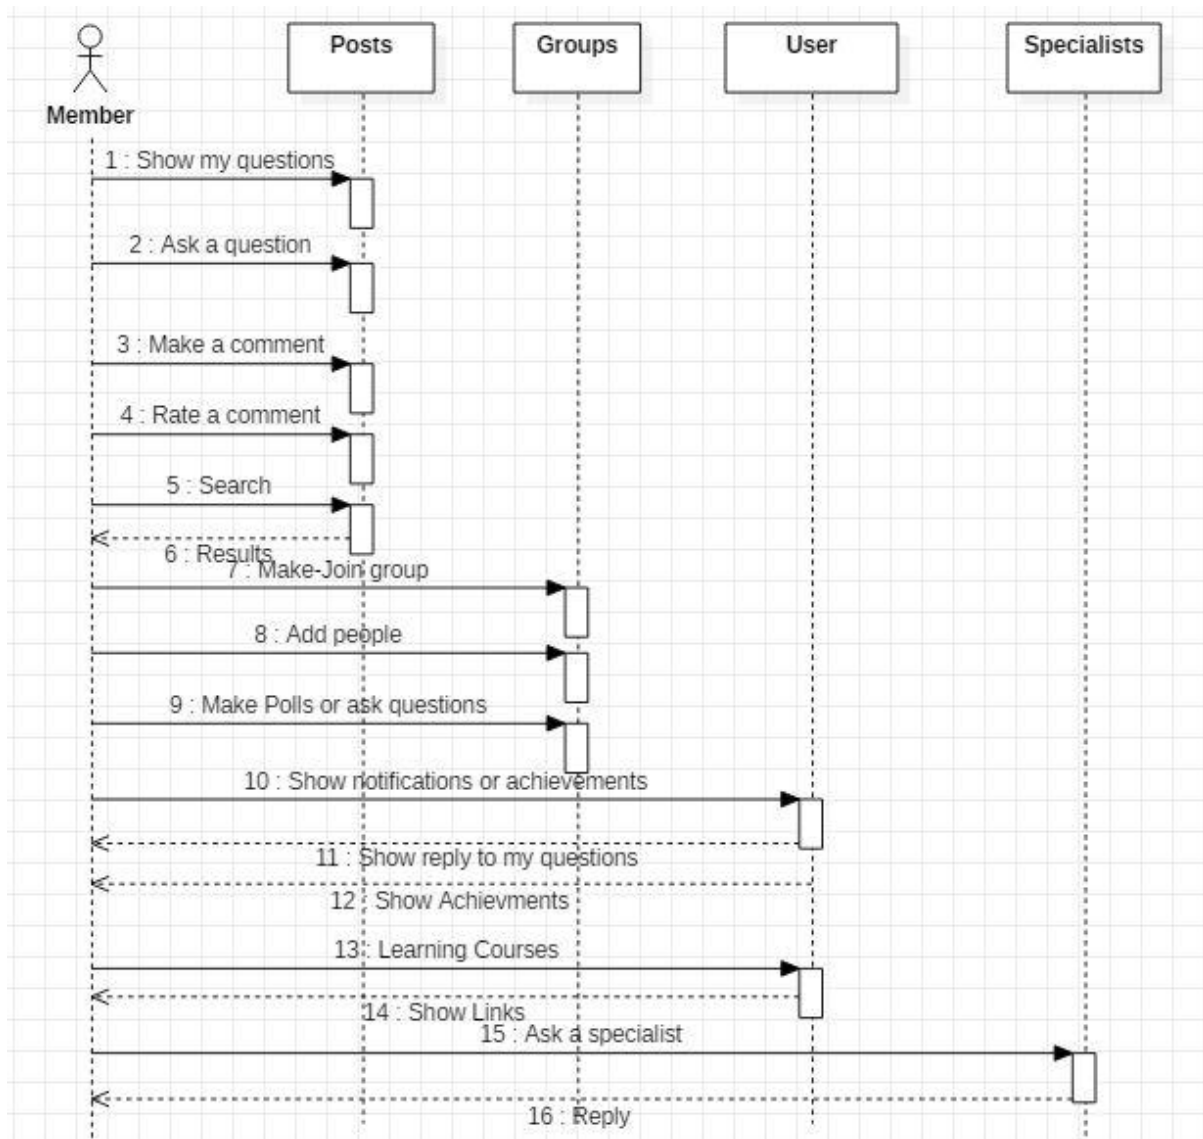 Posts
Groups
User
Specialists
Member
1 : Show my questions
2 : Ask a question
3 : Make a comment
4 : Rate a comment
5 : Search
6 : Results
7 : Make-Join group
8 : Add people
9 : Make Polls or ask questions
10 : Show notifications or achievements
11 : Show reply to my questions
12 : Show Achievments
13 : Learning Courses
14 : Show Links
15 : Ask a specialist
16 : Reply